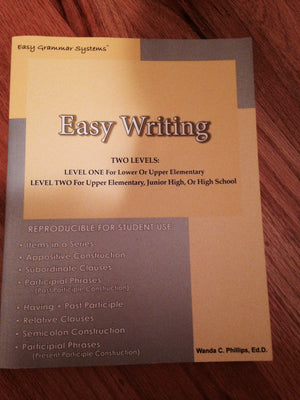 Easy Grammar Systems™
Easy Writing
TWO LEVELS:
LEVEL ONE For Lower Or Upper Elementary
LEVEL TWO For Upper Elementary, Junior High, Or High School
REPRODUCIBLE FOR STUDENT USE
• Items in a Series
• Appositive Construction
• Subordinate Clauses
• Participial Phrases
(Past Participle Construction)
• Having + Past Participle
• Relative Clauses
• Semicolon Construction
• Participial Phrases
(Present Participle Construction)
Wanda C. Phillips, Ed.D.